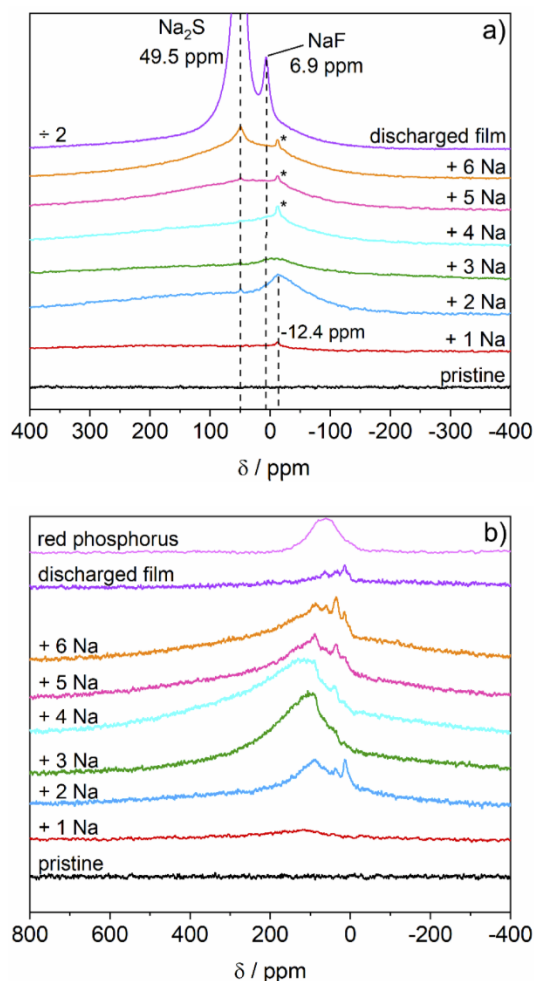 a)
Na₂S
49.5 ppm
NaF
6.9 ppm
÷ 2
discharged film
*
+ 6 Na
*
+ 5 Na
*
+ 4 Na
+ 3 Na
+ 2 Na
-12.4 ppm
+ 1 Na
pristine
400 300 200 100 0 -100 -200 -300 -400
δ / ppm
b)
red phosphorus
discharged film
+ 6 Na
+ 5 Na
+ 4 Na
+ 3 Na
+ 2 Na
+ 1 Na
pristine
800 600 400 200 0 -200 -400
δ / ppm